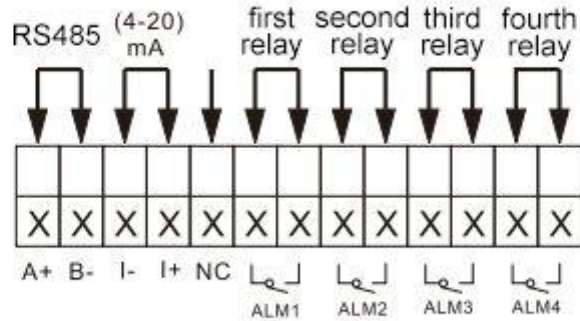 RS485 (4-20) mA first relay second relay third relay fourth relay
X X X X X X X X X X X X X
A+ B- I- I+ NC
ALM1 ALM2 ALM3 ALM4